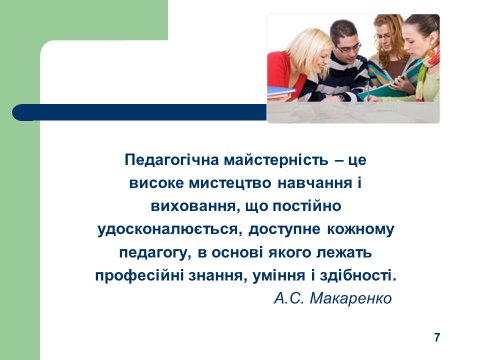 Педагогічна майстерність – це
високе мистецтво навчання і
виховання, що постійно
удосконалюється, доступне кожному
педагогу, в основі якого лежать
професійні знання, уміння і здібності.
А.С. Макаренко
7